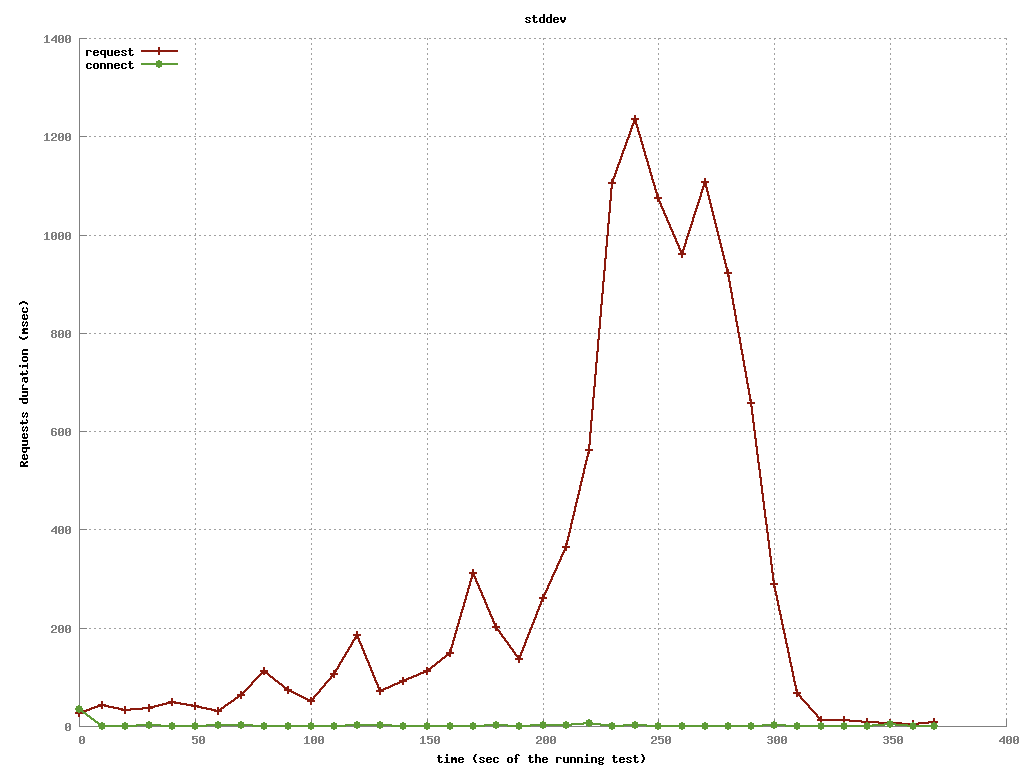 stddev
request
connect
1400
1200
1000
800
600
400
200
0
Requests duration (msec)
0 50 100 150 200 250 300 350 400
time (sec of the running test)